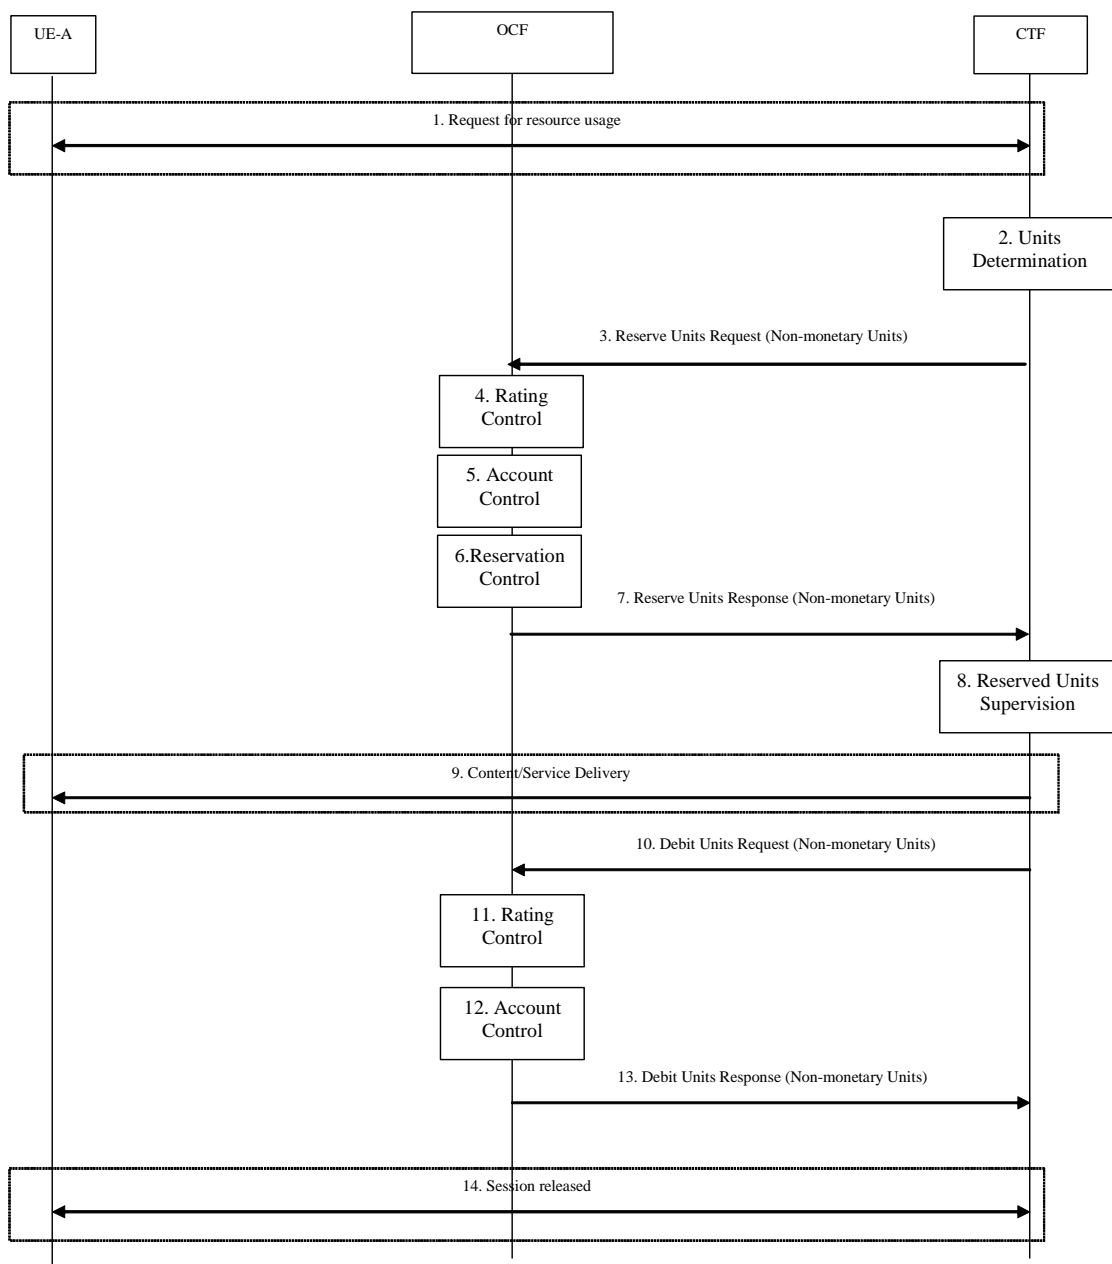 UE-A
OCF
CTF
1. Request for resource usage
2. Units
Determination
3. Reserve Units Request (Non-monetary Units)
4. Rating
Control
5. Account
Control
6.Reservation
Control
7. Reserve Units Response (Non-monetary Units)
8. Reserved Units
Supervision
9. Content/Service Delivery
10. Debit Units Request (Non-monetary Units)
11. Rating
Control
12. Account
Control
13. Debit Units Response (Non-monetary Units)
14. Session released